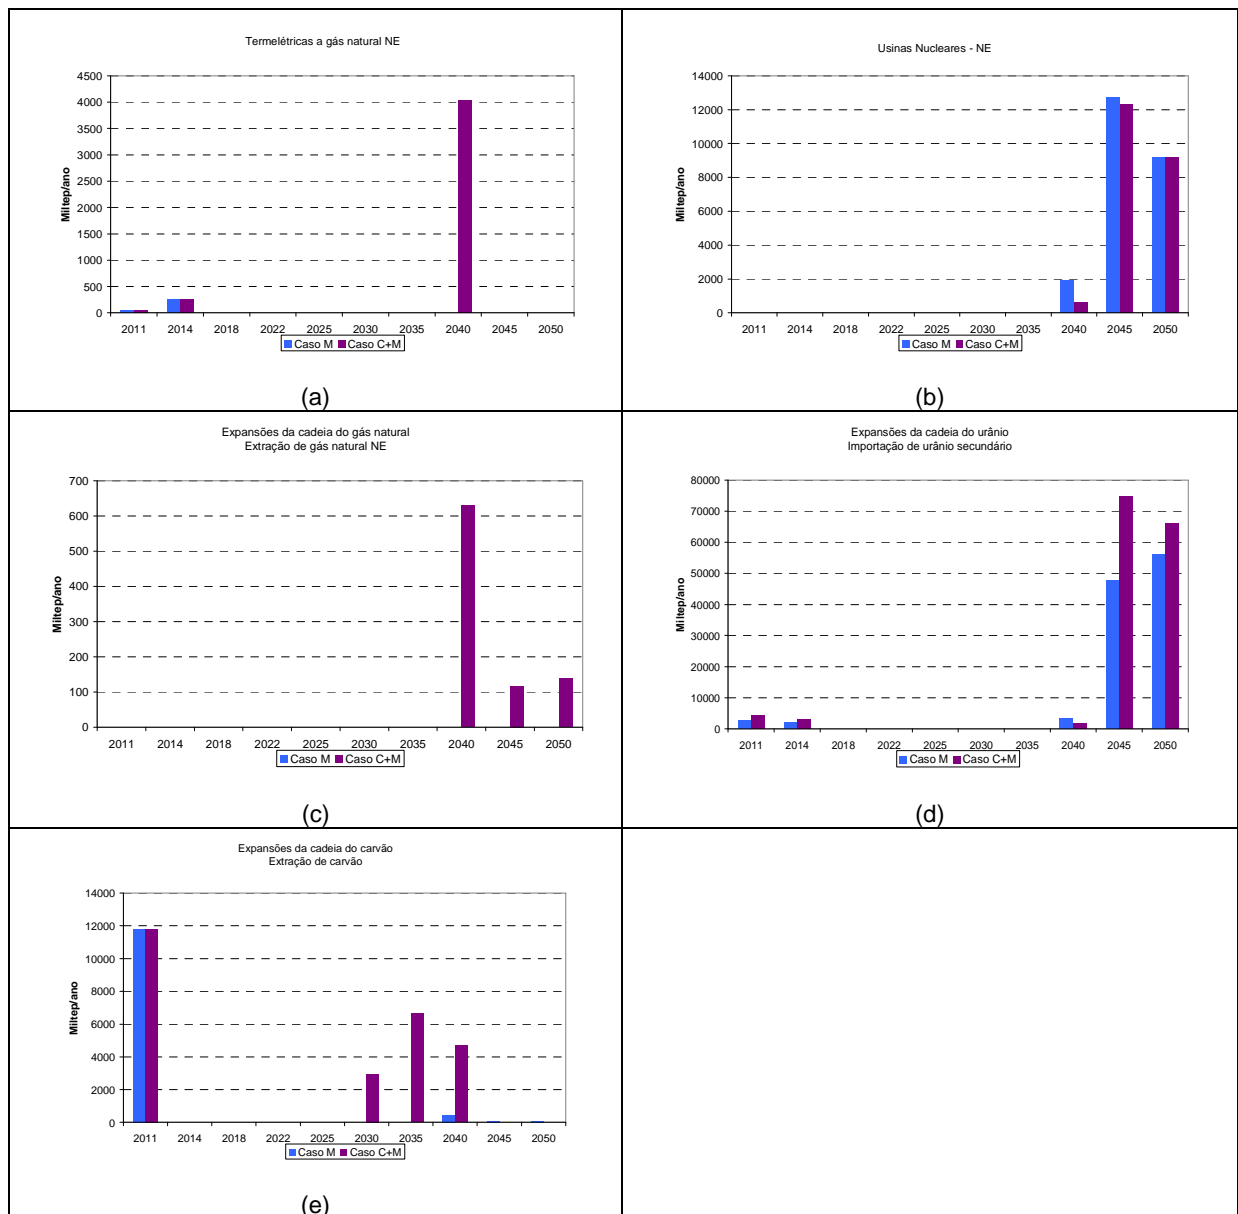 Termelétricas a gás natural NE
Miltep/ano
4500
4000
3500
3000
2500
2000
1500
1000
500
0
2011 2014 2018 2022 2025 2030 2035 2040 2045 2050
Caso M Caso C+M
(a)
Usinas Nucleares - NE
Miltep/ano
14000
12000
10000
8000
6000
4000
2000
0
2011 2014 2018 2022 2025 2030 2035 2040 2045 2050
Caso M Caso C+M
(b)
Expansões da cadeia do gás natural
Extração de gás natural NE
Miltep/ano
700
600
500
400
300
200
100
0
2011 2014 2018 2022 2025 2030 2035 2040 2045 2050
Caso M Caso C+M
(c)
Expansões da cadeia do urânio
Importação de urânio secundário
Miltep/ano
80000
70000
60000
50000
40000
30000
20000
10000
0
2011 2014 2018 2022 2025 2030 2035 2040 2045 2050
Caso M Caso C+M
(d)
Expansões da cadeia do carvão
Extração de carvão
Miltep/ano
14000
12000
10000
8000
6000
4000
2000
0
2011 2014 2018 2022 2025 2030 2035 2040 2045 2050
Caso M Caso C+M
(e)